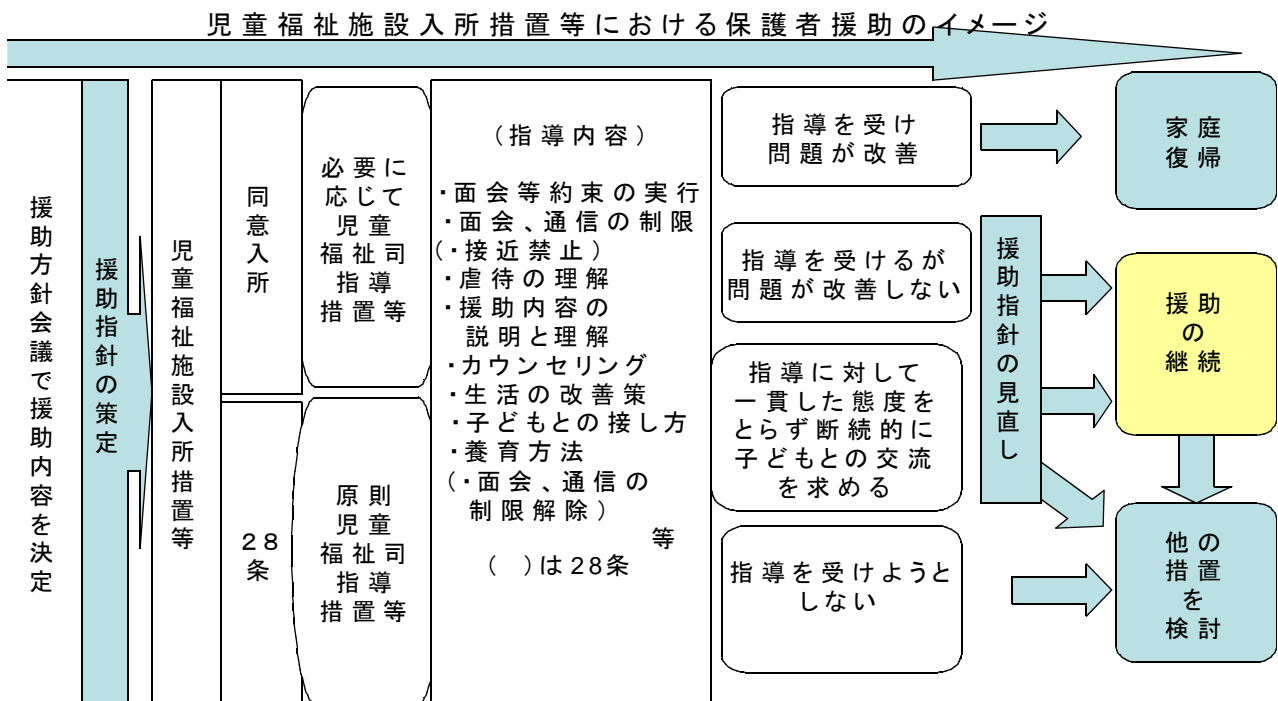 児童福祉施設入所措置等における保護者援助のイメージ
援助方針会議で援助内容を決定
援助指針の策定
児童福祉施設入所措置等
同意入所
28
条
必要に
応じて
児童
福祉司
指導
措置等
原則
児童
福祉司
指導
措置等
(指導内容)
・面会等約束の実行
・面会、通信の制限
(・接近禁止)
・虐待の理解
・援助内容の
説明と理解
・カウンセリング
・生活の改善策
・子どもとの接し方
・養育方法
(・面会、通信の
制限解除)
等
(　)は28条
指導を受け
問題が改善
指導を受けるが
問題が改善しない
指導に対して
一貫した態度を
とらず断続的に
子どもとの交流
を求める
指導を受けようと
しない
援助指針の見直し
家庭
復帰
援助
の
継続
他の
措置
を
検討